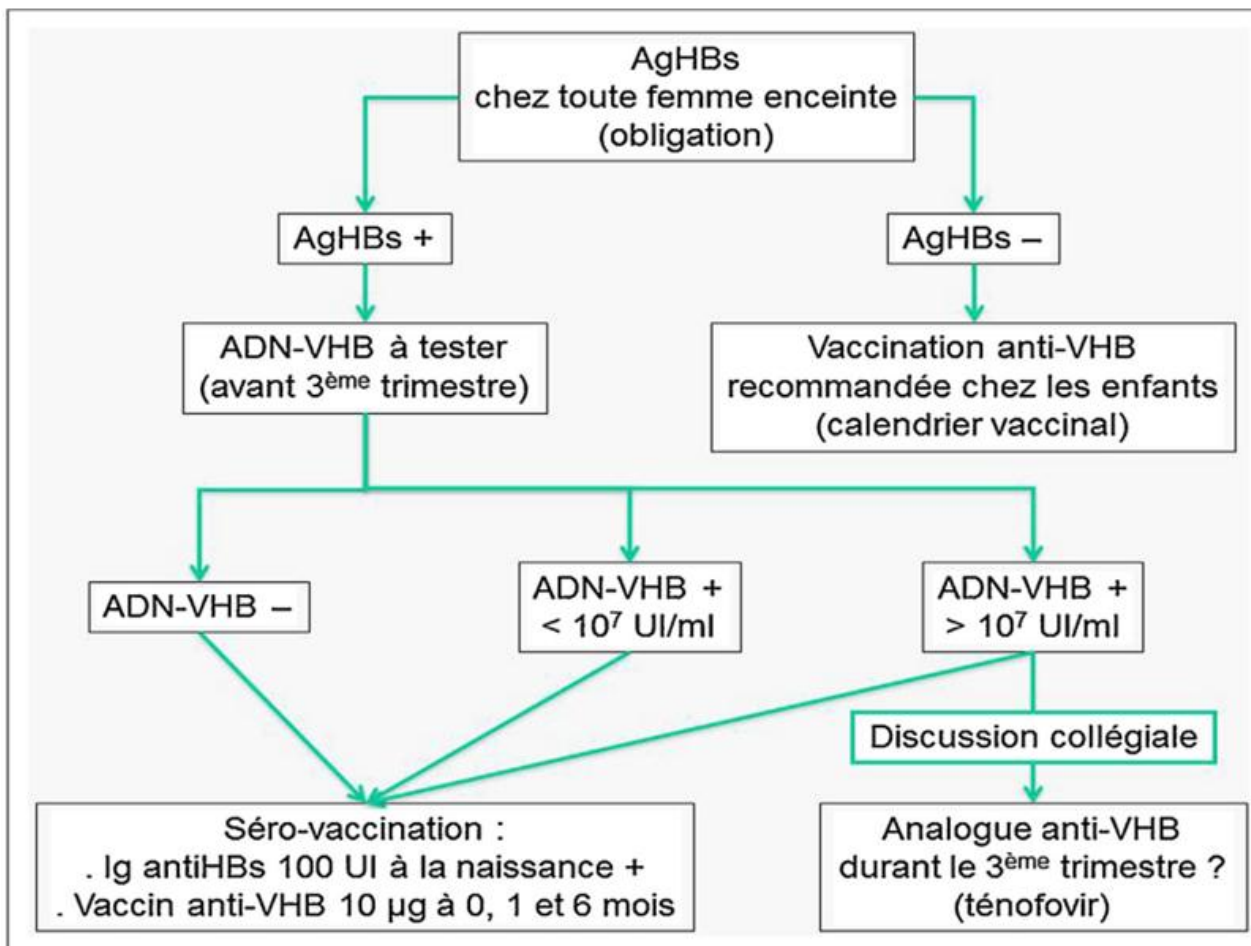 AgHBs
chez toute femme enceinte
(obligation)
AgHBs +
AgHBs –
ADN-VHB à tester
(avant 3ème trimestre)
Vaccination anti-VHB
recommandée chez les enfants
(calendrier vaccinal)
ADN-VHB –
ADN-VHB +
< 10⁷ UI/ml
ADN-VHB +
> 10⁷ UI/ml
Discussion collégiale
Séro-vaccination :
. Ig antiHBs 100 UI à la naissance +
. Vaccin anti-VHB 10 µg à 0, 1 et 6 mois
Analogue anti-VHB
durant le 3ème trimestre ?
(ténofovir)